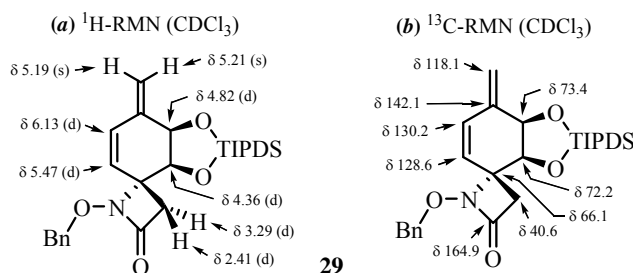 (a) ¹H-RMN (CDCl₃)
δ 5.19 (s)
H H
δ 5.21 (s)
δ 4.82 (d)
δ 6.13 (d)
O
TIPDS
δ 5.47 (d)
O
δ 4.36 (d)
O-N
H
δ 3.29 (d)
Bn
H
δ 2.41 (d)
O
29
(b) ¹³C-RMN (CDCl₃)
δ 118.1
δ 73.4
δ 142.1
O
δ 130.2
TIPDS
δ 128.6
O
δ 72.2
O-N
δ 66.1
Bn
δ 40.6
δ 164.9
O